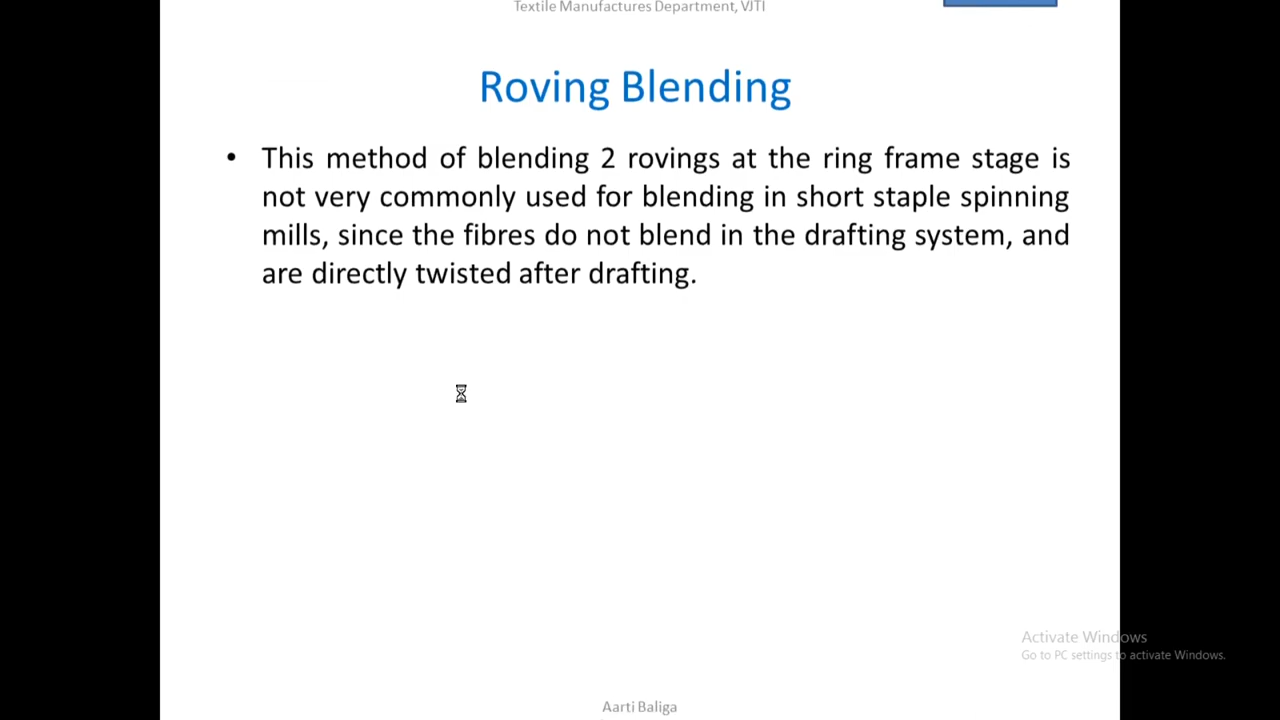 Textile Manufactures Department, VJTI
Roving Blending
• This method of blending 2 rovings at the ring frame stage is
not very commonly used for blending in short staple spinning
mills, since the fibres do not blend in the drafting system, and
are directly twisted after drafting.
Activate Windows
Go to PC settings to activate Windows.
Aarti Baliga